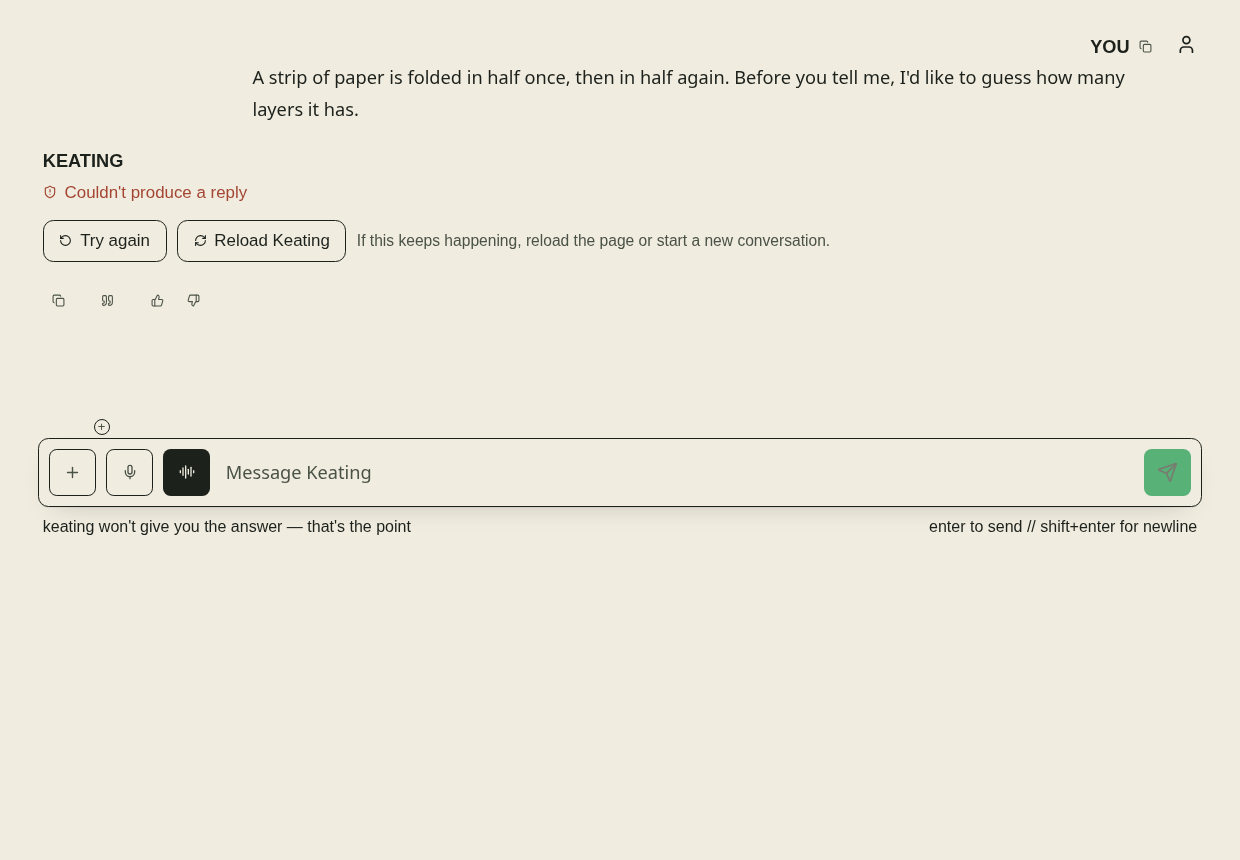 YOU
A strip of paper is folded in half once, then in half again. Before you tell me, I'd like to guess how many
layers it has.
KEATING
Couldn't produce a reply
Try again
Reload Keating
If this keeps happening, reload the page or start a new conversation.
Message Keating
keating won't give you the answer — that's the point
enter to send // shift+enter for newline